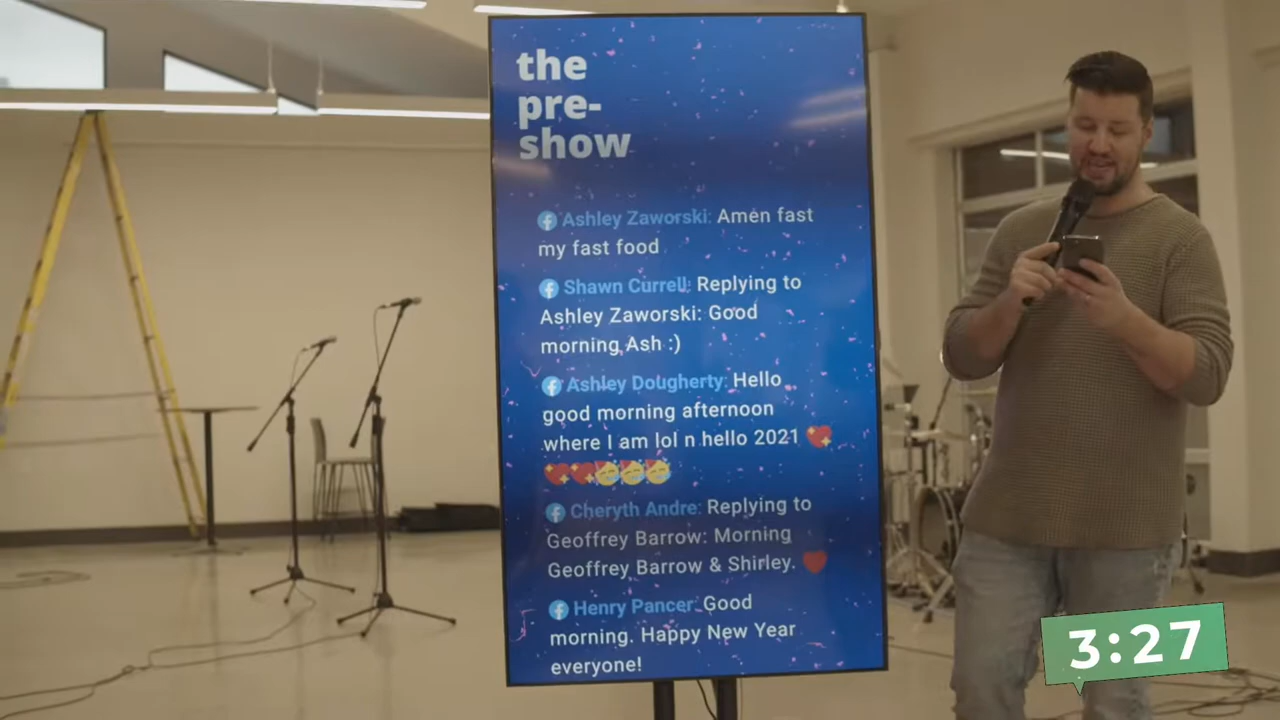 the
pre-
show
Ashley Zaworski: Amen fast
my fast food
Shawn Currell: Replying to
Ashley Zaworski: Good
morning Ash :)
Ashley Dougherty: Hello
good morning afternoon
where I am lol n hello 2021 💖
💖💖🥳🥳🥳
Cheryth Andre: Replying to
Geoffrey Barrow: Morning
Geoffrey Barrow & Shirley. ❤️
Henry Pancer: Good
morning. Happy New Year
everyone!
3:27